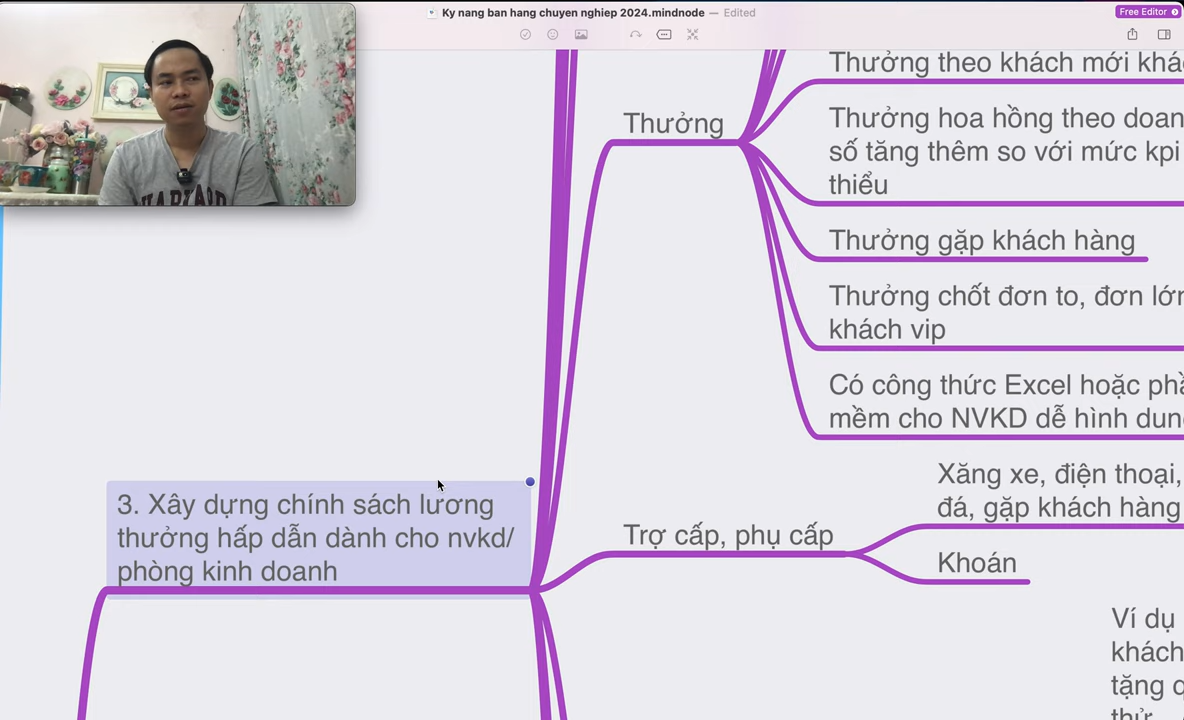 Ky nang ban hang chuyen nghiep 2024.mindnode — Edited
Free Editor
HARVARD
Thưởng theo khách mới
Thưởng
Thưởng hoa hồng theo
số tăng thêm so với mức kpi
thiểu
Thưởng gặp khách hàng
Thưởng chốt đơn to, đơn
khách vip
Có công thức Excel hoặc
mềm cho NVKD dễ hình
3. Xây dựng chính sách lương
thưởng hấp dẫn dành cho nvkd/
phòng kinh doanh
Trợ cấp, phụ cấp
Xăng xe, điện thoại,
đá, gặp khách hàng
Khoán
Ví dụ
khách
tặng